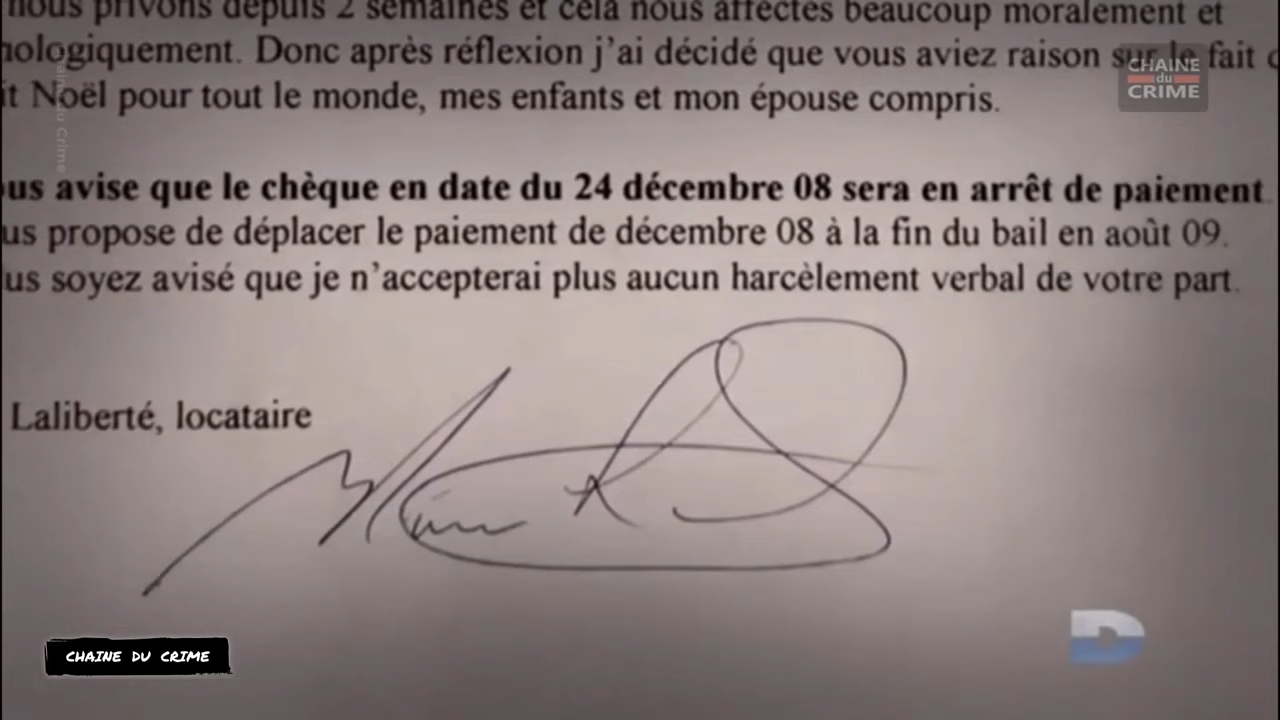 nous privons depuis 2 semaines et cela nous affectes beaucoup moralement et
hologiquement. Donc après réflexion j'ai décidé que vous aviez raison sur le fait
it Noël pour tout le monde, mes enfants et mon épouse compris.
CHAINE
du
CRIME
Chaine du Crime
us avise que le chèque en date du 24 décembre 08 sera en arrêt de paiement.
us propose de déplacer le paiement de décembre 08 à la fin du bail en août 09.
us soyez avisé que je n'accepterai plus aucun harcèlement verbal de votre part.
Laliberté, locataire
CHAINE DU CRIME
D